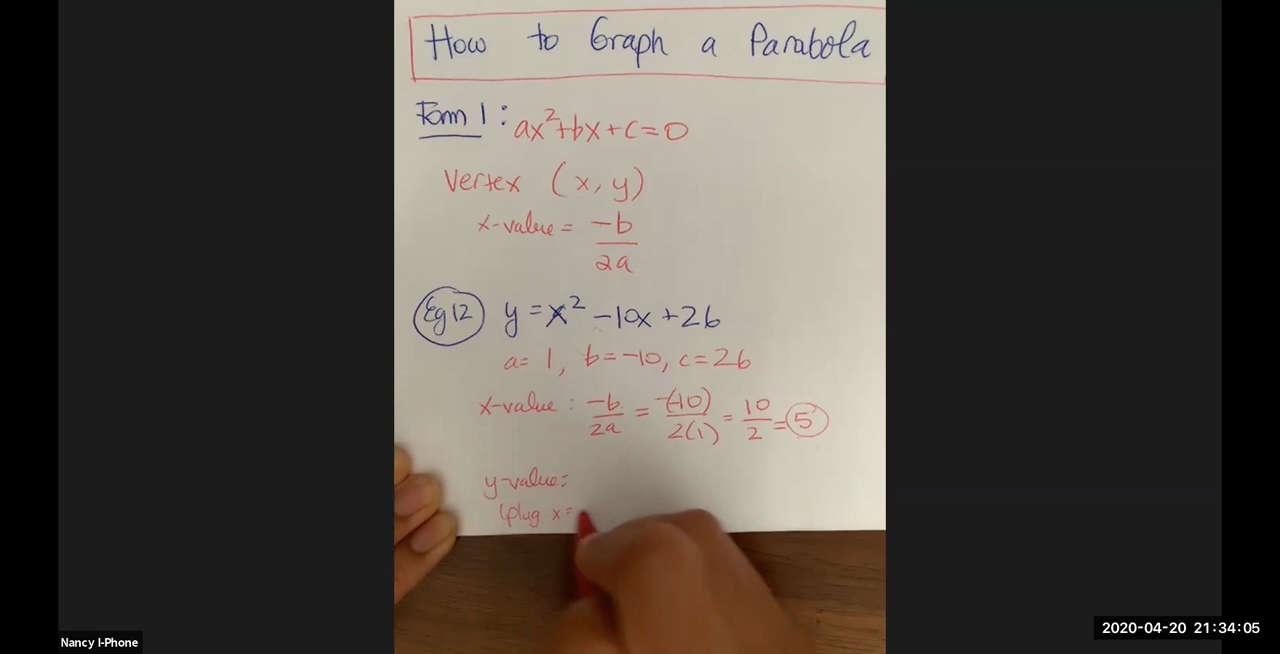 How to Graph a Parabola
Form 1: ax²+bx+c=0
Vertex (x, y)
x-value = -b/2a
Eg 12 y = x² -10x +26
a= 1, b=-10, c=26
x-value: -b/2a = -(-10)/2(1) = 10/2 = 5
y-value:
(plug x=
Nancy I-Phone
2020-04-20 21:34:05